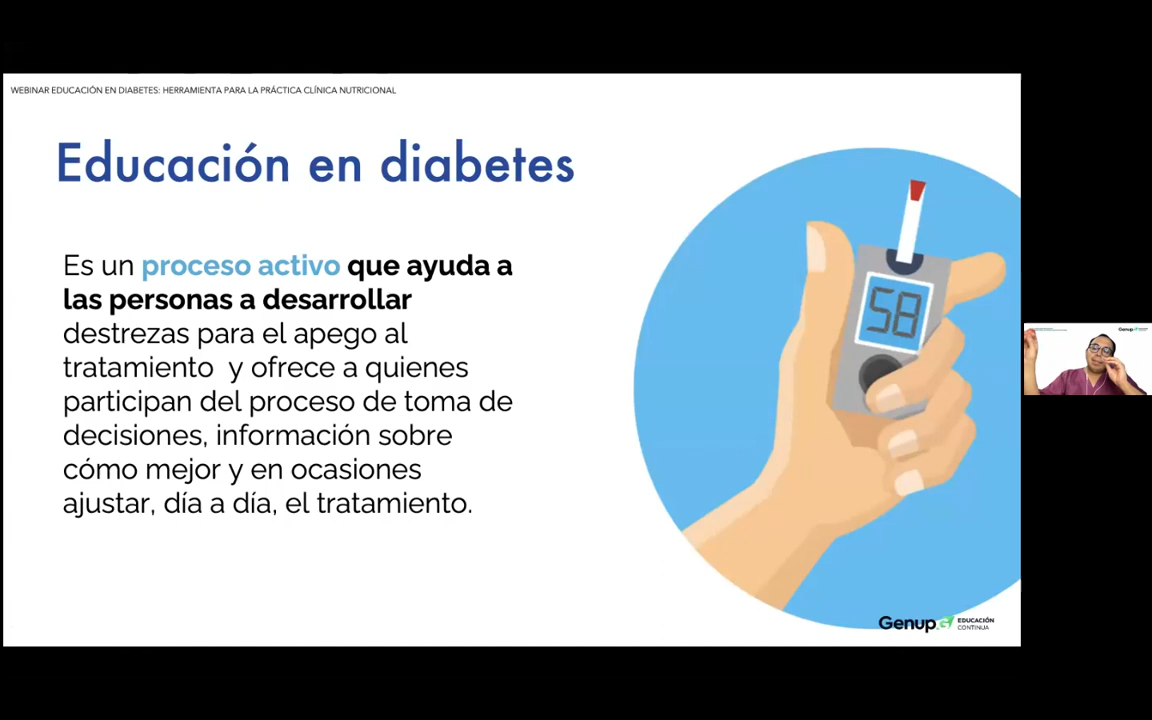 WEBINAR EDUCACIÓN EN DIABETES: HERRAMIENTA PARA LA PRÁCTICA CLÍNICA NUTRICIONAL
Educación en diabetes
Es un proceso activo que ayuda a
las personas a desarrollar
destrezas para el apego al
tratamiento y ofrece a quienes
participan del proceso de toma de
decisiones, información sobre
cómo mejor y en ocasiones
ajustar, día a día, el tratamiento.
58
Genup G EDUCACIÓN
CONTINUA
Genup